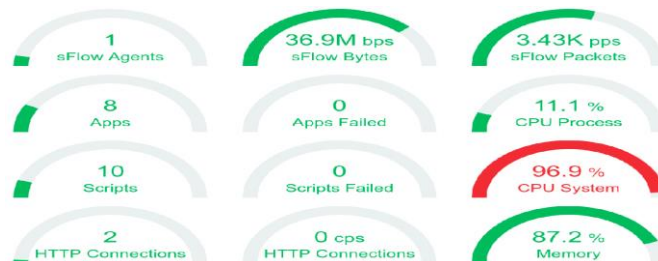 1
sFlow Agents
36.9M bps
sFlow Bytes
3.43K pps
sFlow Packets
8
Apps
0
Apps Failed
11.1 %
CPU Process
10
Scripts
0
Scripts Failed
96.9 %
CPU System
2
HTTP Connections
0 cps
HTTP Connections
87.2 %
Memory